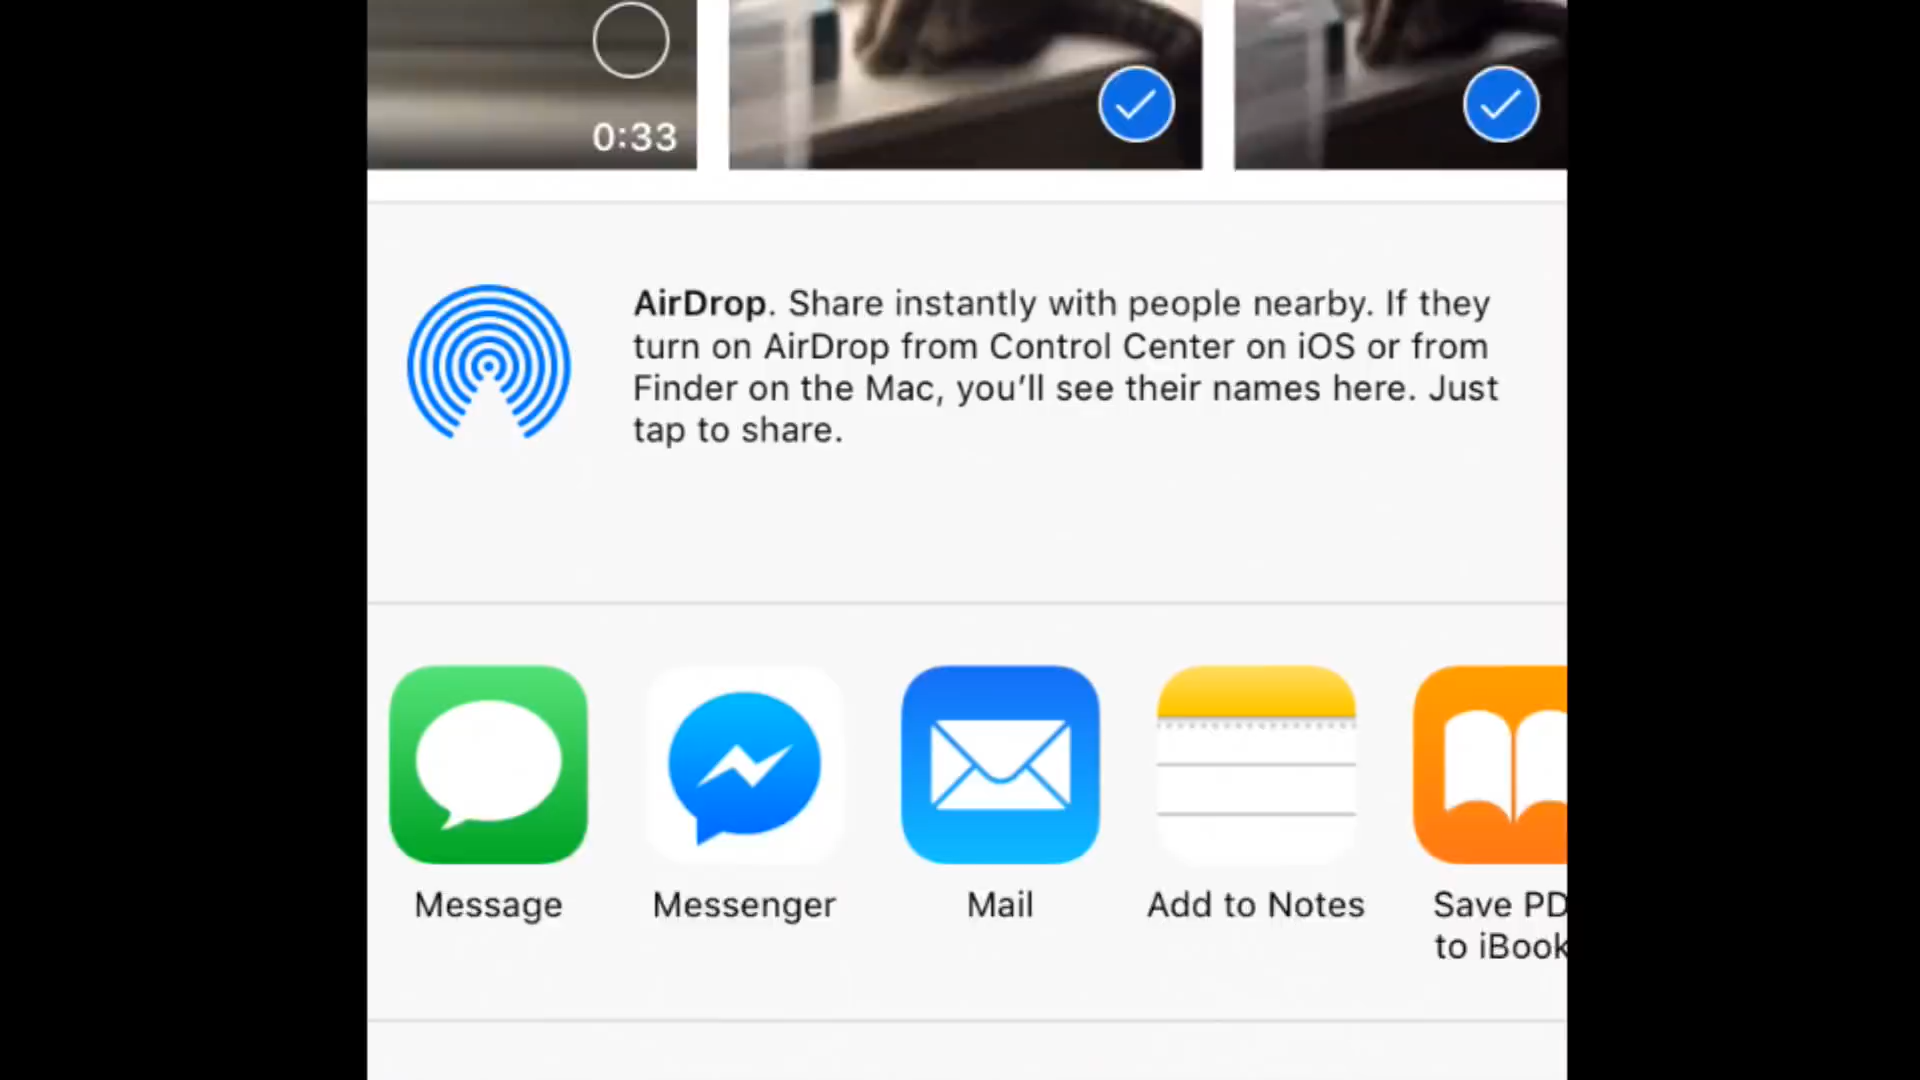 0:33
AirDrop. Share instantly with people nearby. If they
turn on AirDrop from Control Center on iOS or from
Finder on the Mac, you’ll see their names here. Just
tap to share.
Message
Messenger
Mail
Add to Notes
Save PD
to iBook